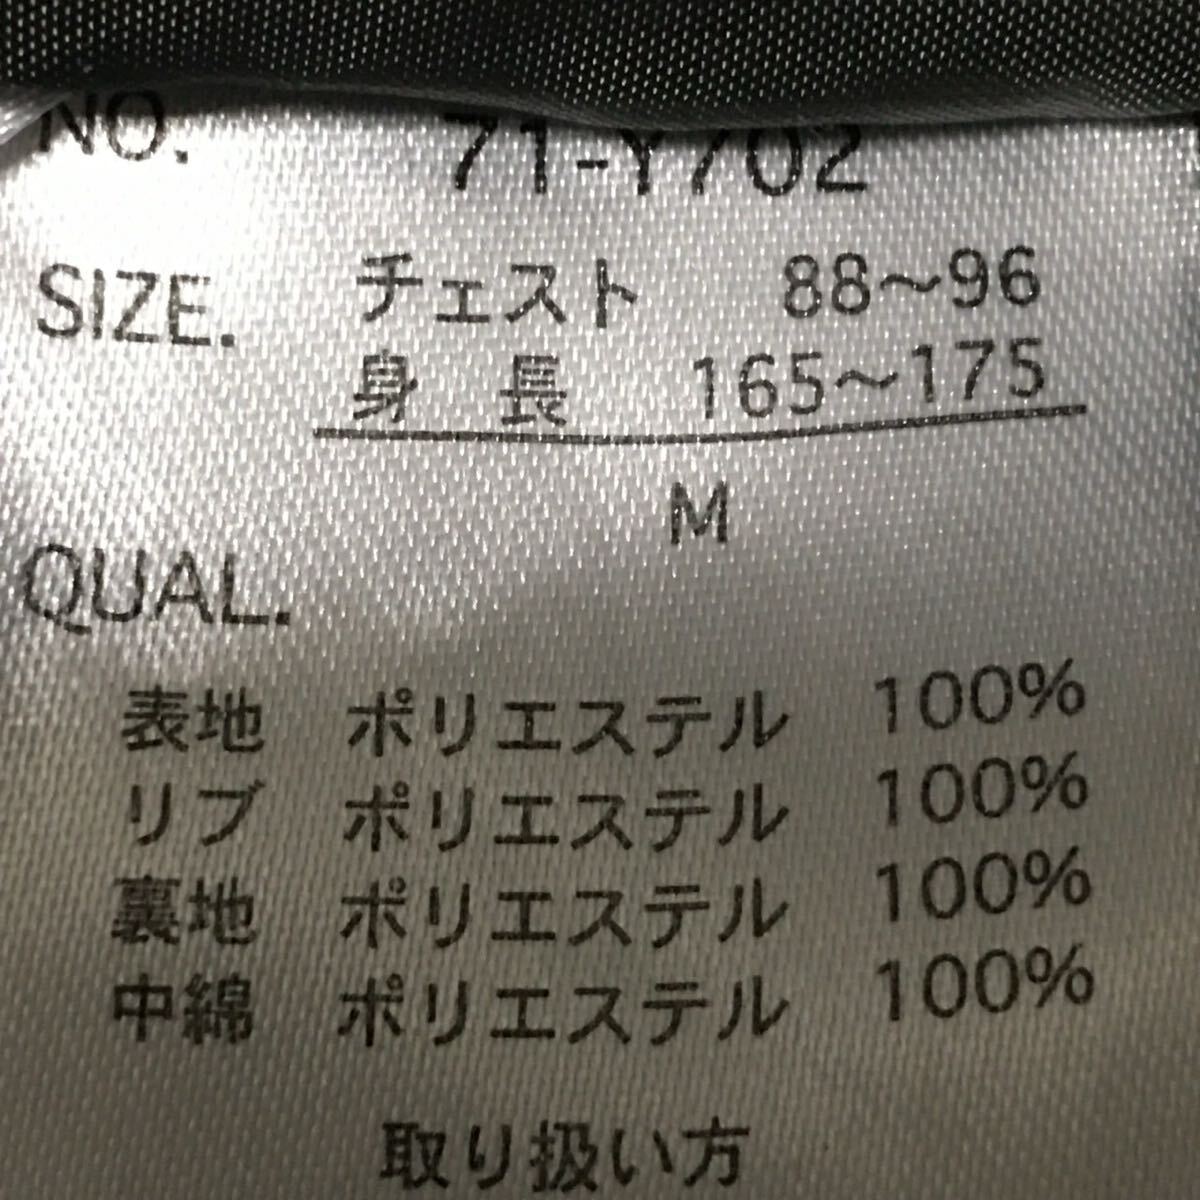 NO. 71-Y702
SIZE. チェスト 88～96
身 長 165～175
M
QUAL.
表地 ポリエステル 100%
リブ ポリエステル 100%
裏地 ポリエステル 100%
中綿 ポリエステル 100%
取り扱い方